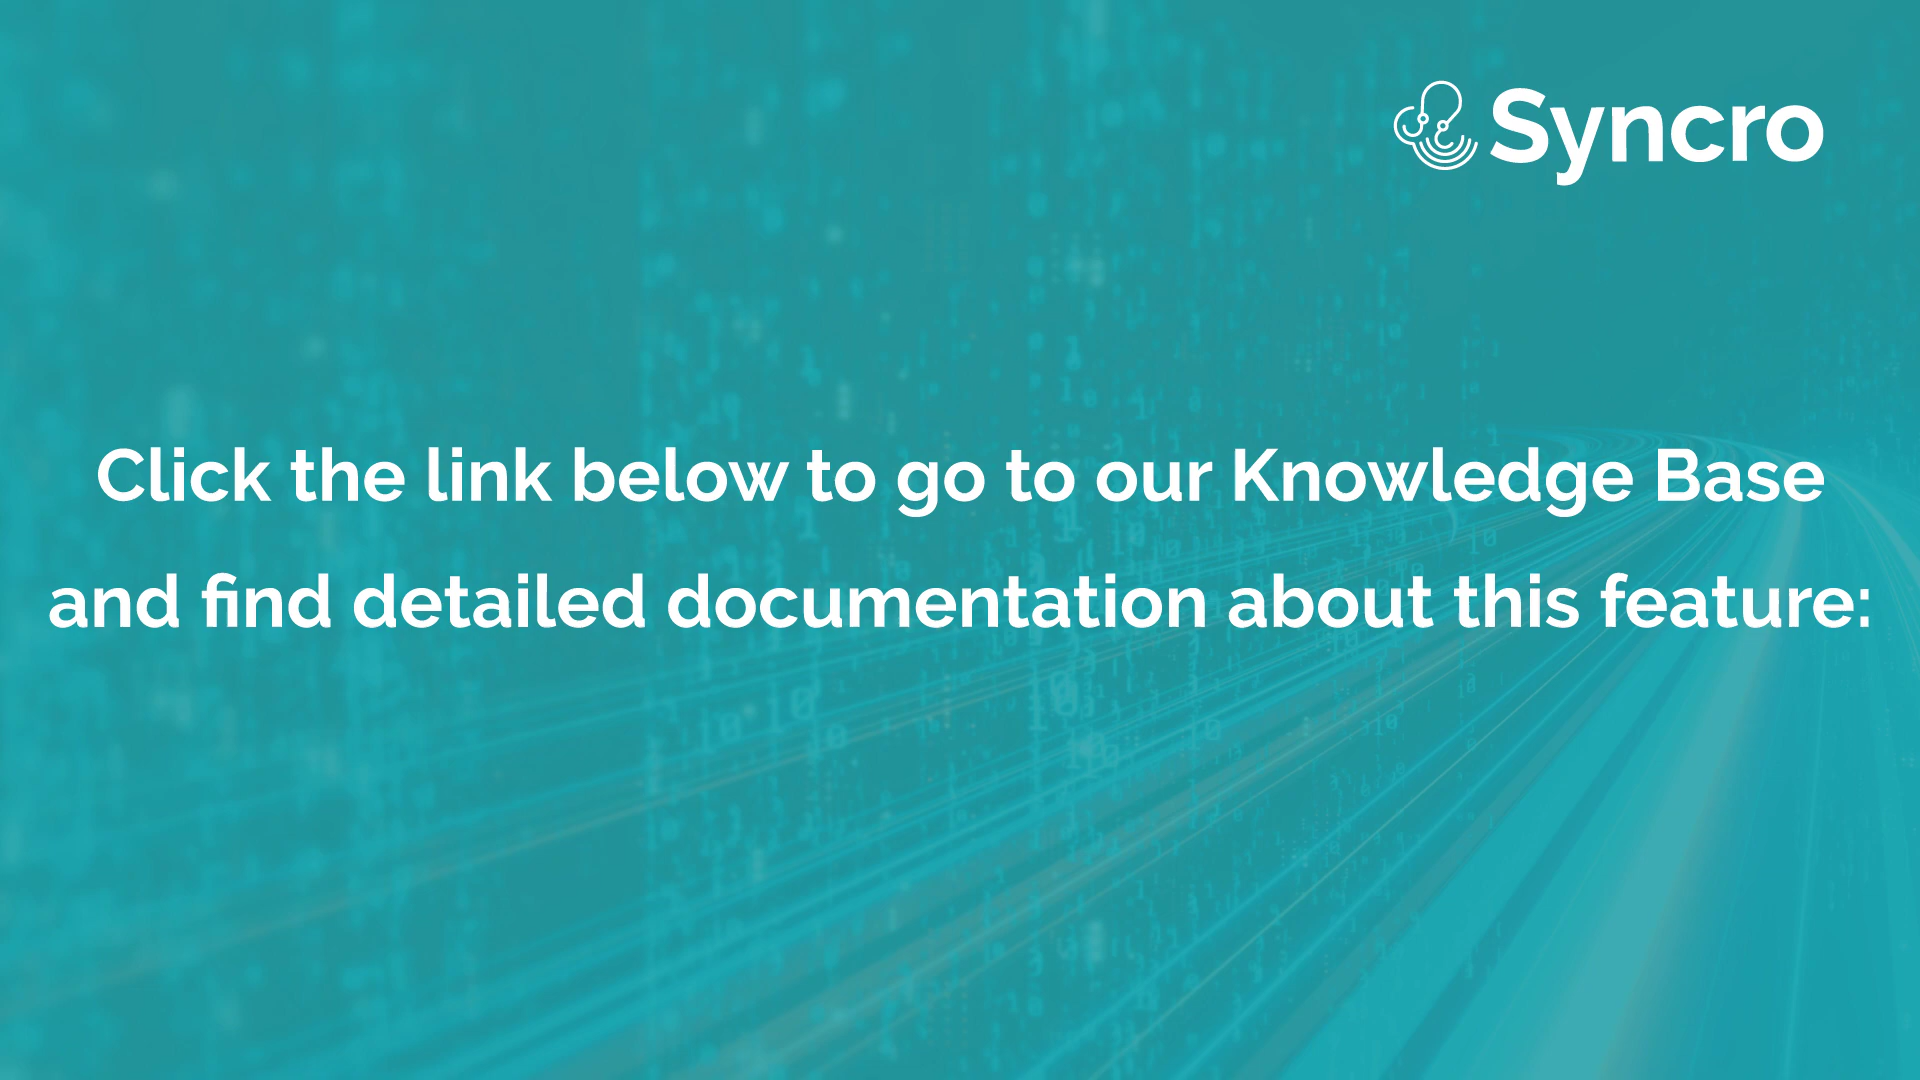 Syncro
Click the link below to go to our Knowledge Base
and find detailed documentation about this feature: